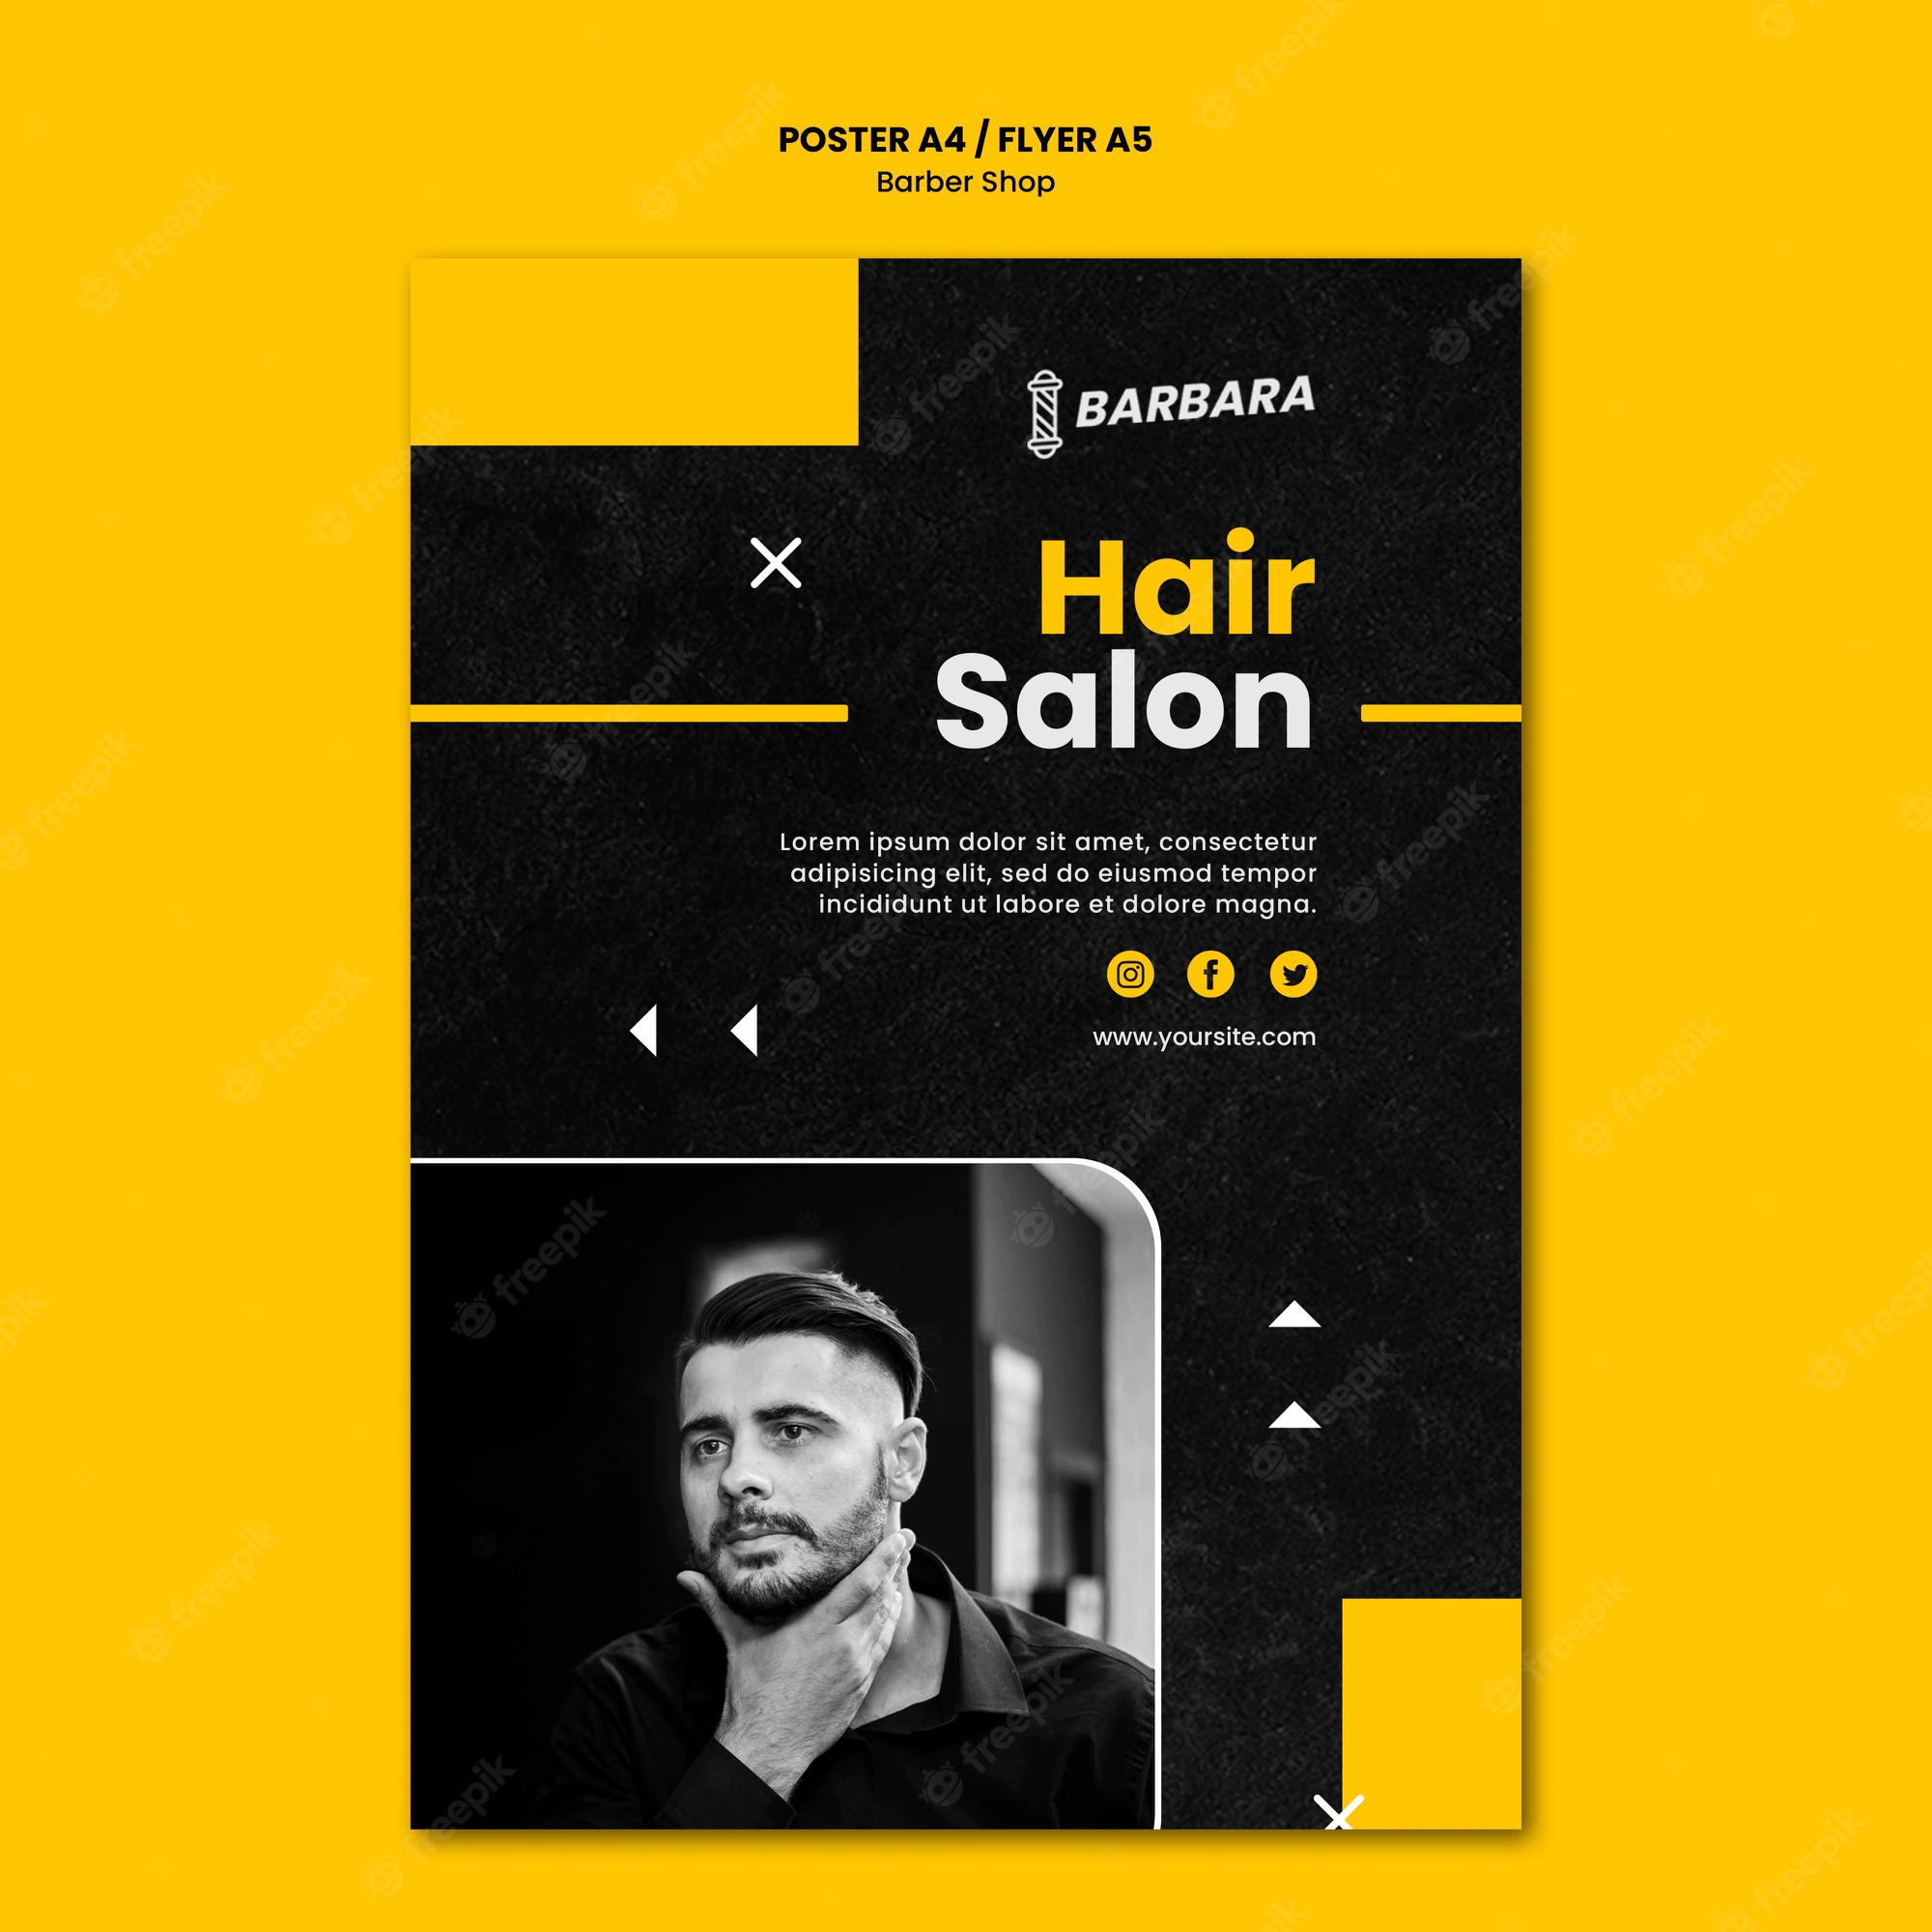 POSTER A4 / FLYER A5
Barber Shop
BARBARA
Hair
Salon
Lorem ipsum dolor sit amet, consectetur
adipisicing elit, sed do eiusmod tempor
incididunt ut labore et dolore magna.
www.yoursite.com
freepik